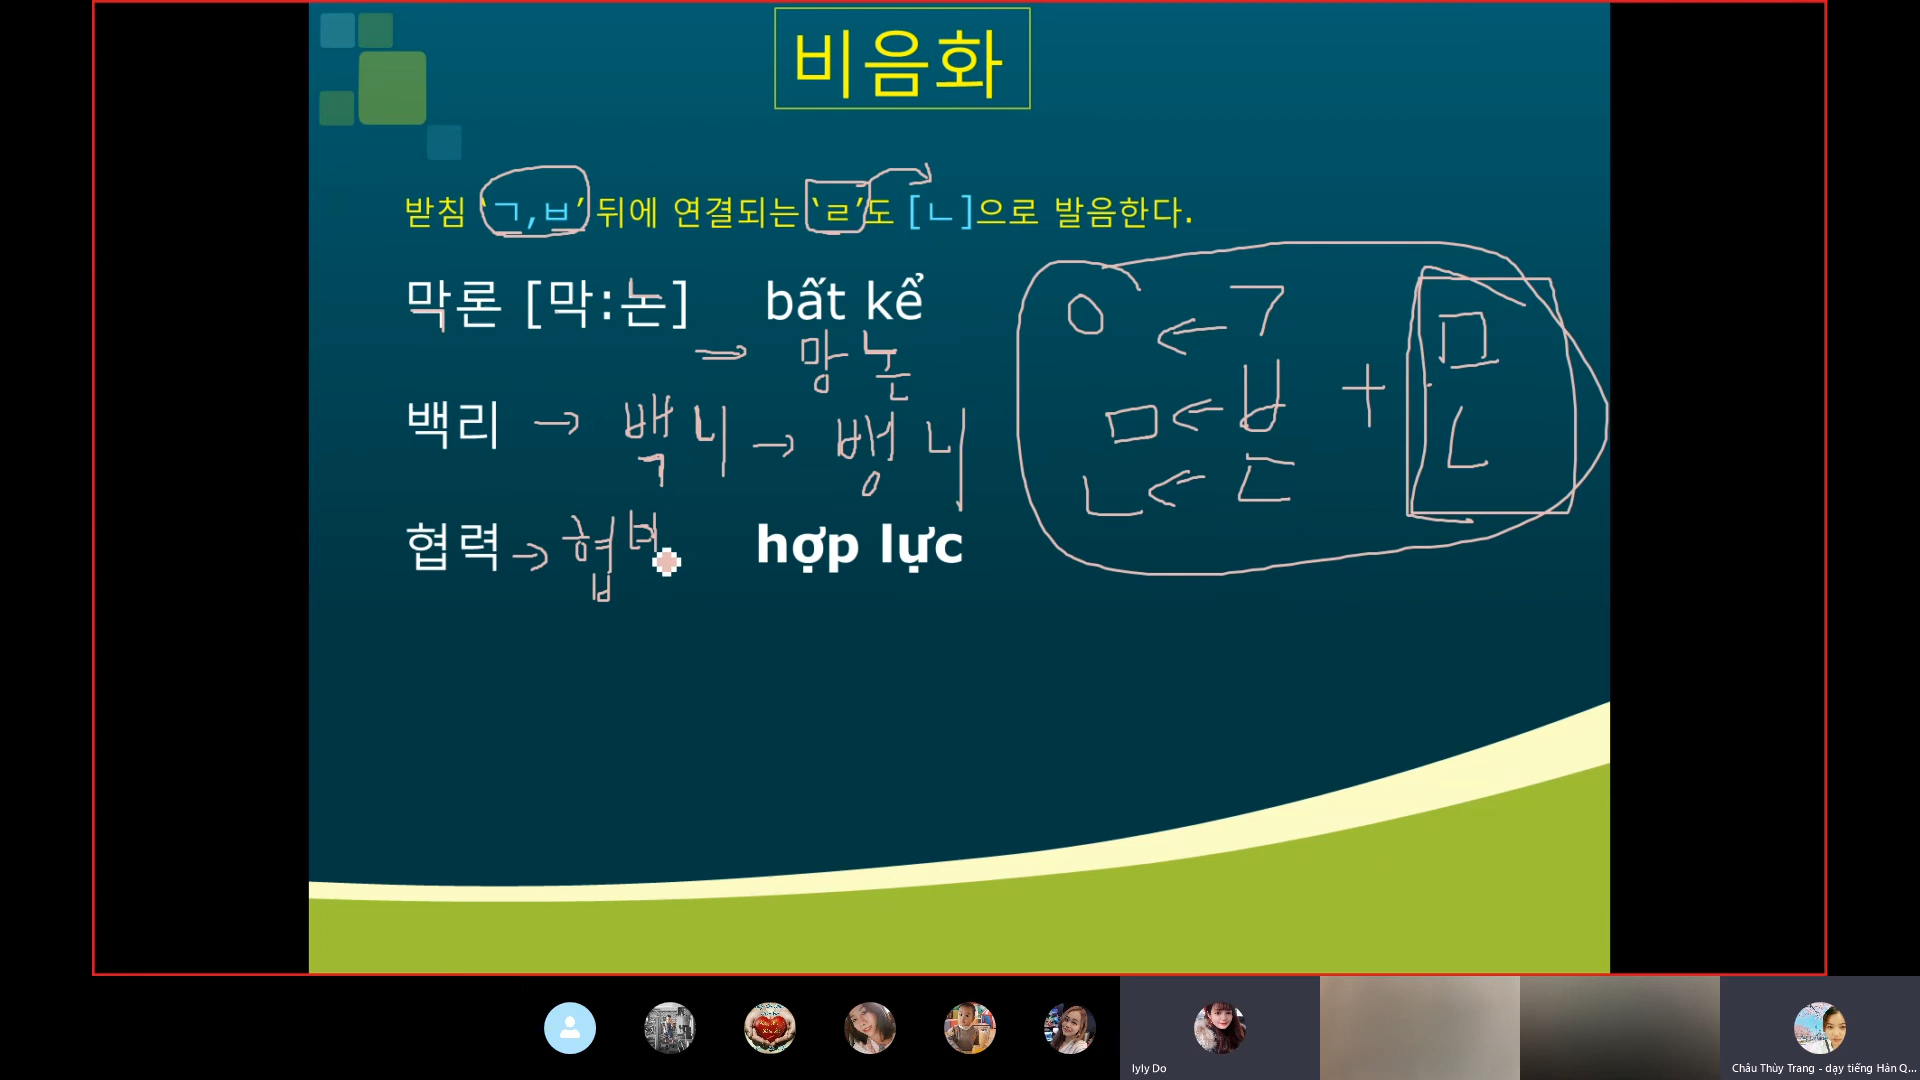 비음화
받침 ‘ㄱ,ㅂ’ 뒤에 연결되는 ‘ㄹ’도 [ㄴ]으로 발음한다.
막론 [막:논] bất kể
⇒ 망논
백리 → 백니 → 뱅니
협력 → 협 hợp lực
ㅇ ← ㄱ
ㅁ ← ㅂ + ㅁ
ㄴ ← ㄷ ㄴ
lyly Do
Châu Thùy Trang - dạy tiếng Hàn Q...